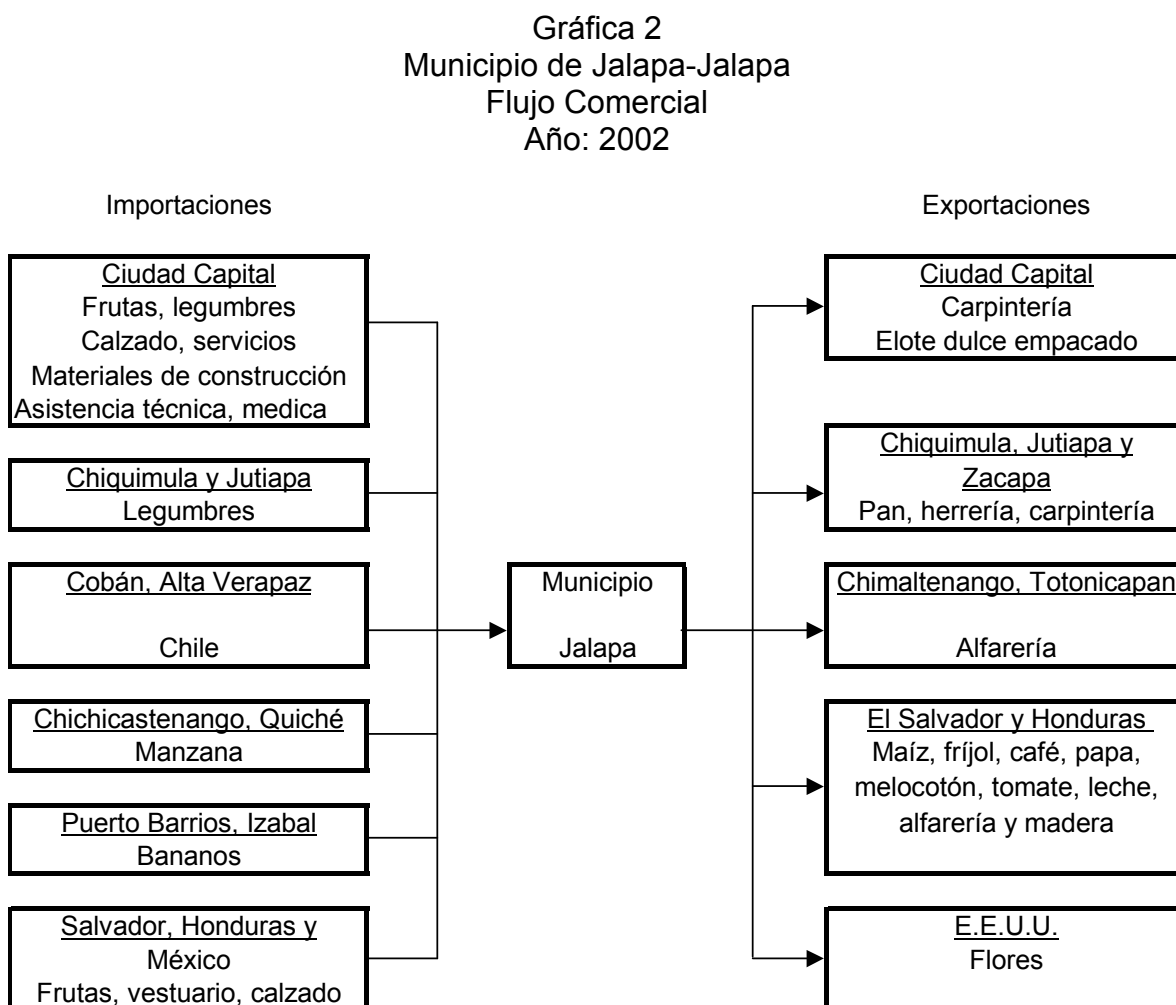 Gráfica 2
Municipio de Jalapa-Jalapa
Flujo Comercial
Año: 2002
Importaciones
Exportaciones
Ciudad Capital
Frutas, legumbres
Calzado, servicios
Materiales de construcción
Asistencia técnica, medica
Chiquimula y Jutiapa
Legumbres
Cobán, Alta Verapaz
Chile
Chichicastenango, Quiché
Manzana
Puerto Barrios, Izabal
Bananos
Salvador, Honduras y
México
Frutas, vestuario, calzado
Municipio
Jalapa
Ciudad Capital
Carpintería
Elote dulce empacado
Chiquimula, Jutiapa y
Zacapa
Pan, herrería, carpintería
Chimaltenango, Totonicapan
Alfarería
El Salvador y Honduras
Maíz, fríjol, café, papa,
melocotón, tomate, leche,
alfarería y madera
E.E.U.U.
Flores